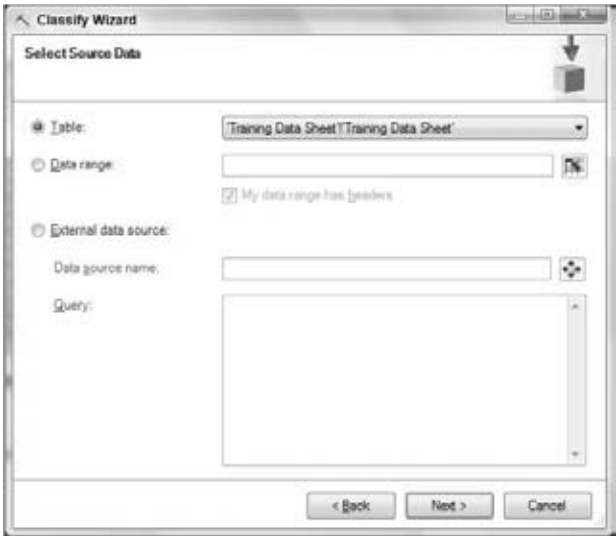 Classify Wizard
Select Source Data
Table:
'Training Data Sheet'!'Training Data Sheet'
Data range:
My data range has headers
External data source:
Data source name:
Query:
< Back
Next >
Cancel